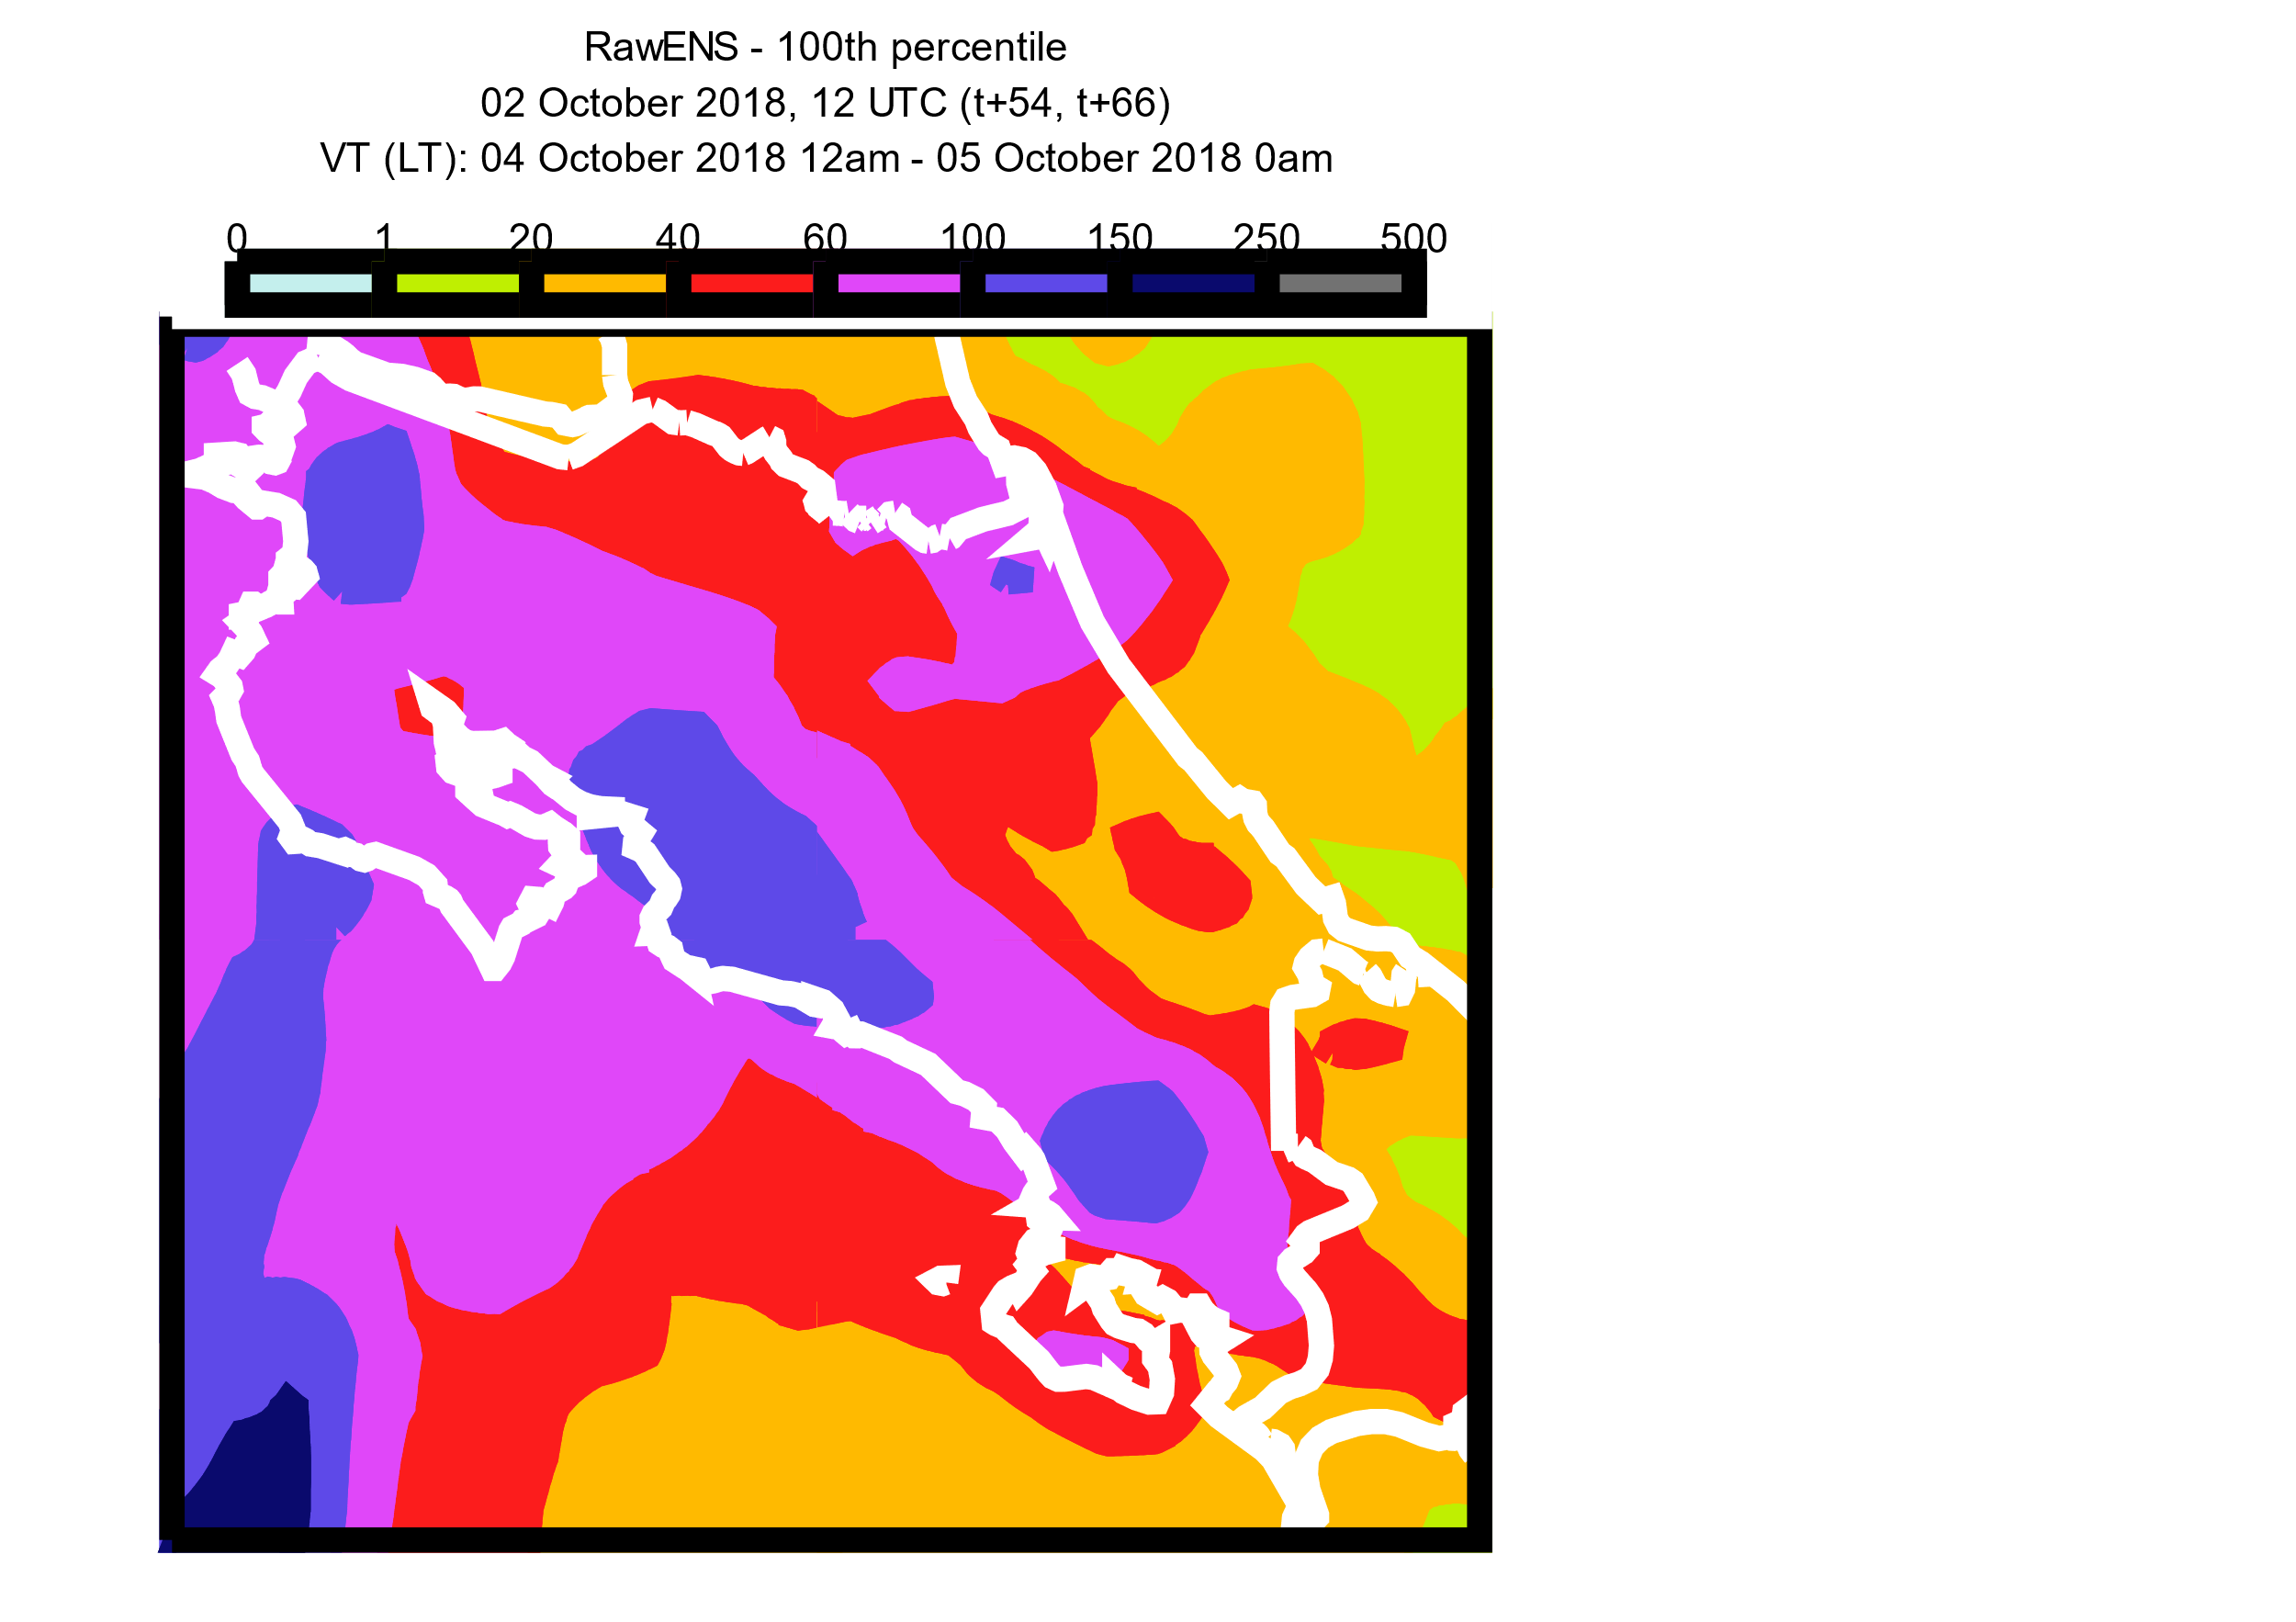 RawENS - 100th percentile
02 October 2018, 12 UTC (t+54, t+66)
VT (LT): 04 October 2018 12am - 05 October 2018 0am
0 1 20 40 60 100 150 250 500